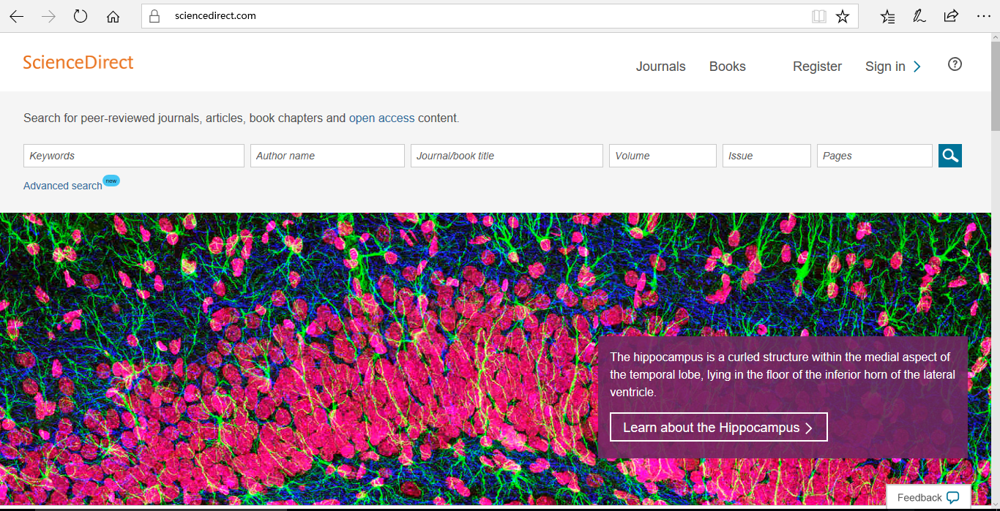 sciencedirect.com
ScienceDirect
Journals Books Register Sign in
Search for peer-reviewed journals, articles, book chapters and open access content.
Keywords Author name Journal/book title Volume Issue Pages
Advanced search new
The hippocampus is a curled structure within the medial aspect of
the temporal lobe, lying in the floor of the inferior horn of the lateral
ventricle.
Learn about the Hippocampus
Feedback